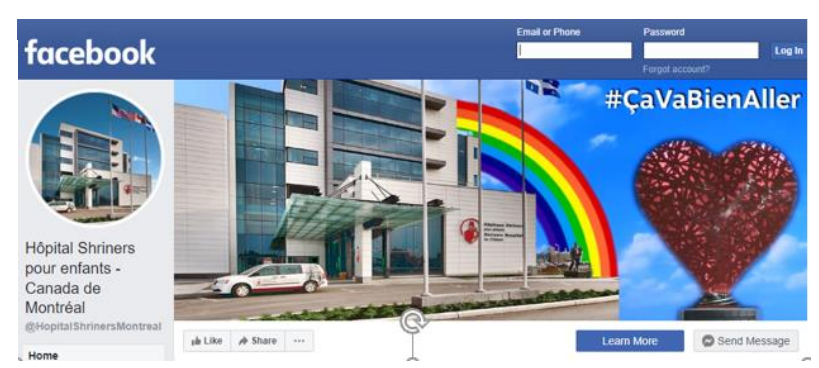 facebook
Email or Phone
Password
Log In
Forgot account?
#ÇaVaBienAller
Hôpital Shriners
pour enfants -
Canada de
Montréal
@HopitalShrinersMontreal
Home
Like
Share
Learn More
Send Message